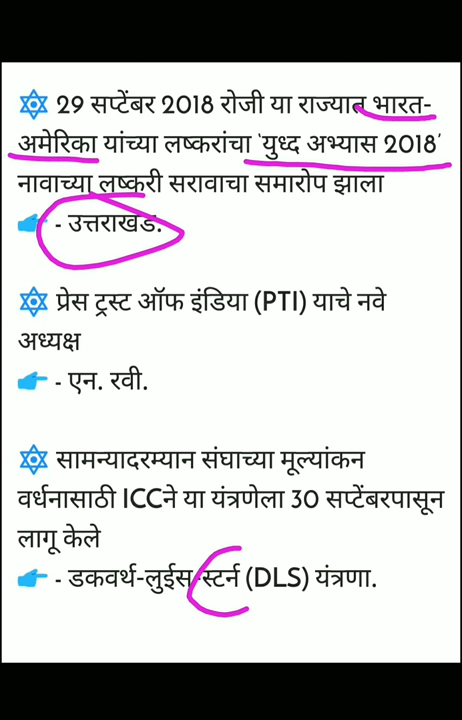 🔯 29 सप्टेंबर 2018 रोजी या राज्यात भारत-
अमेरिका यांच्या लष्करांचा 'युध्द अभ्यास 2018'
नावाच्या लष्करी सरावाचा समारोप झाला
👉 - उत्तराखंड.
🔯 प्रेस ट्रस्ट ऑफ इंडिया (PTI) याचे नवे
अध्यक्ष
👉 - एन. रवी.
🔯 सामन्यादरम्यान संघाच्या मूल्यांकन
वर्धनासाठी ICCने या यंत्रणेला 30 सप्टेंबरपासून
लागू केले
👉 - डकवर्थ-लुईस-स्टर्न (DLS) यंत्रणा.